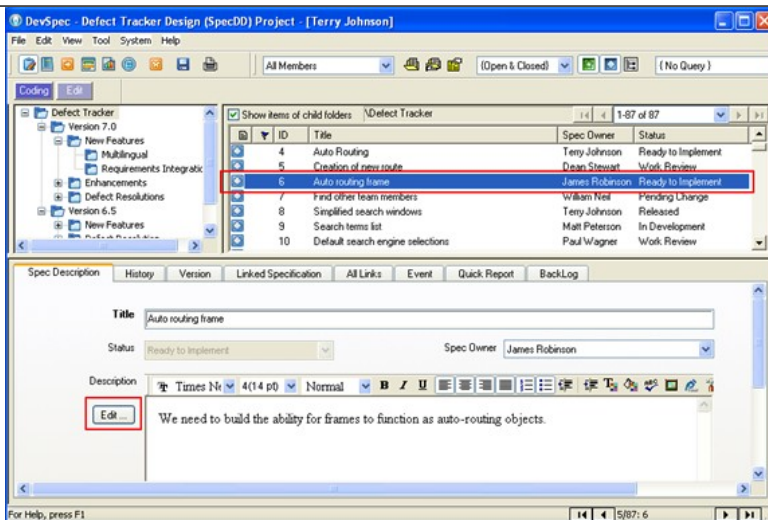 DevSpec - Defect Tracker Design (SpecDD) Project - [Terry Johnson]
File Edit View Tool System Help
All Members (Open & Closed) { No Query }
Coding Edit
Defect Tracker
Version 7.0
New Features
Multilingual
Requirements Integratic
Enhancements
Defect Resolutions
Version 6.5
New Features
Show items of child folders \Defect Tracker 1-87 of 87
ID Title Spec Owner Status
4 Auto Routing Terry Johnson Ready to Implement
5 Creation of new route Dean Stewart Work Review
6 Auto routing frame James Robinson Ready to Implement
7 Find other team members William Neil Pending Change
8 Simplified search windows Terry Johnson Released
9 Search terms list Matt Peterson In Development
10 Default search engine selections Paul Wagner Work Review
Spec Description History Version Linked Specification All Links Event Quick Report BackLog
Title Auto routing frame
Status Ready to Implement Spec Owner James Robinson
Description Times Ne 4(14 pt) Normal B I U
Edit ... We need to build the ability for frames to function as auto-routing objects.
For Help, press F1 5/87: 6